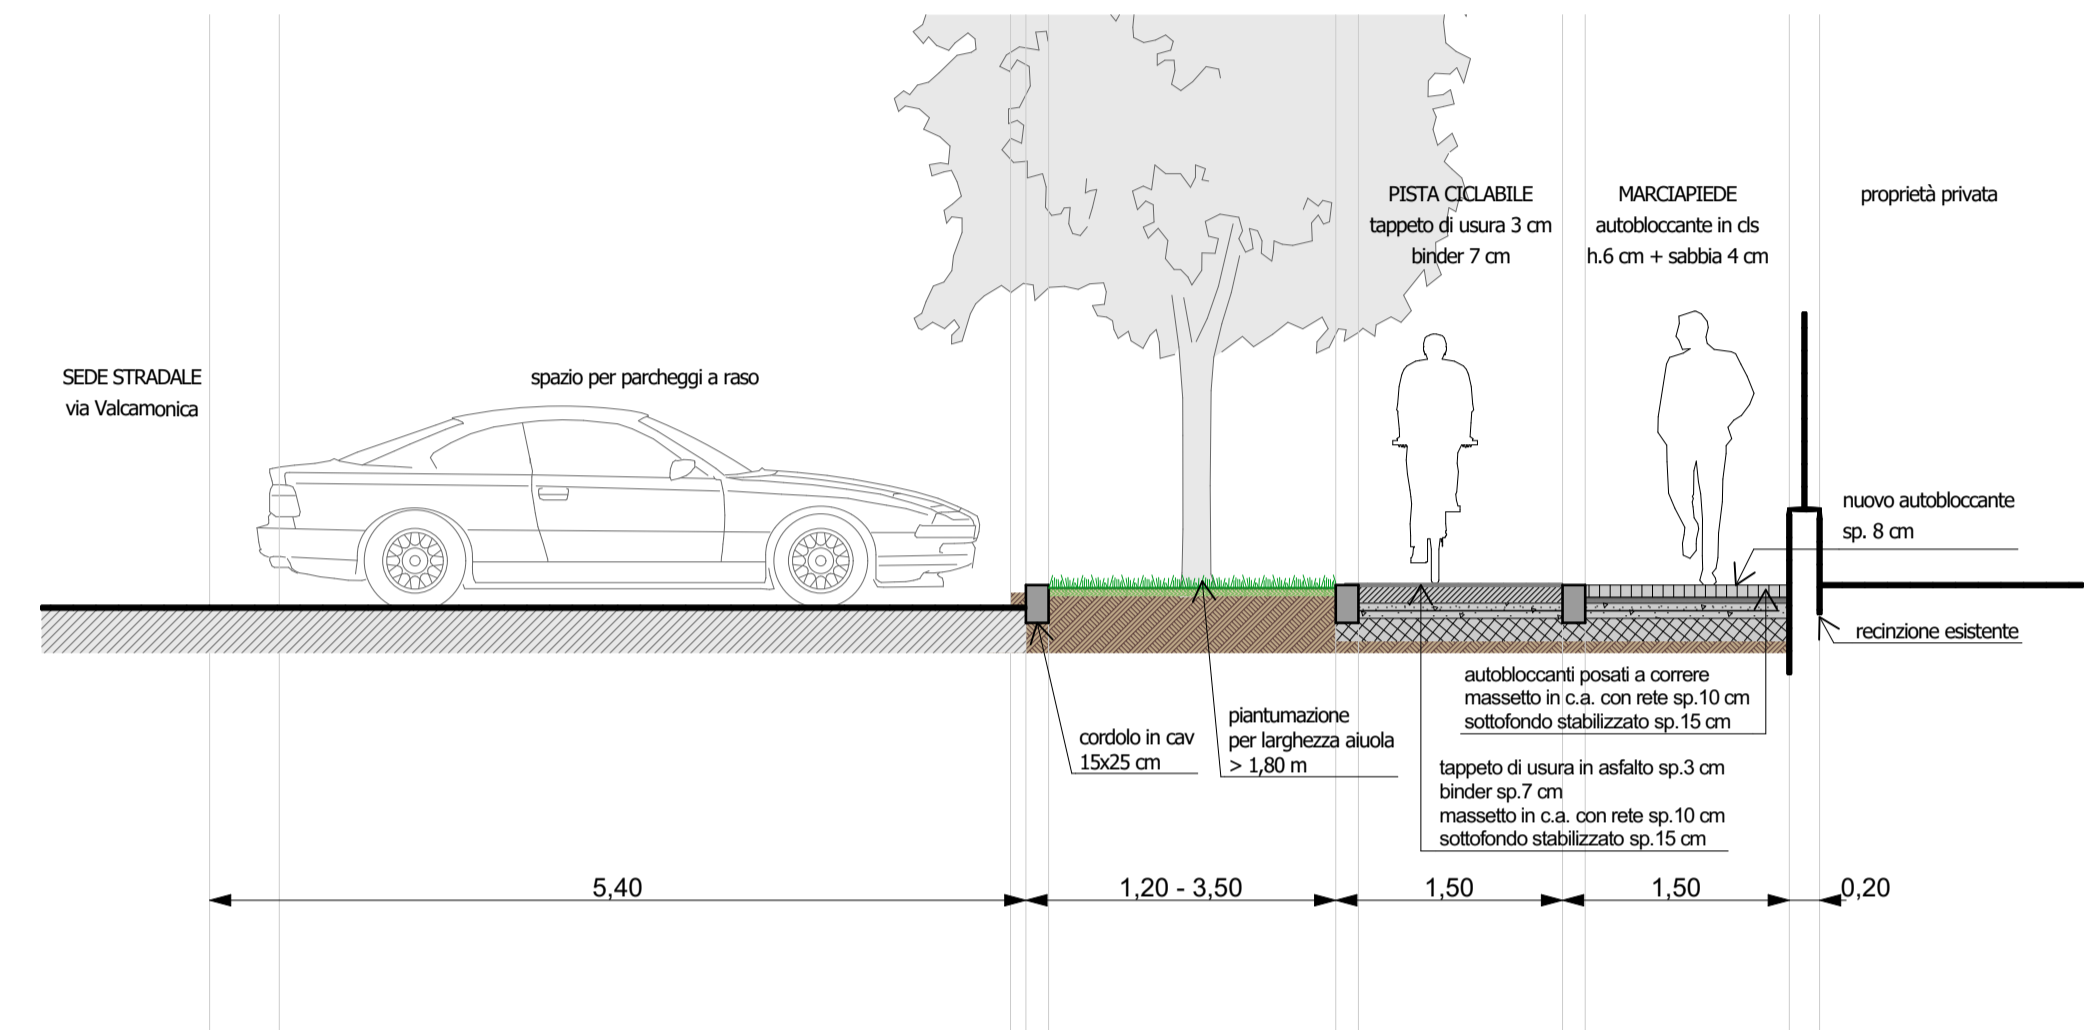 PISTA CICLABILE
tappeto di usura 3 cm
binder 7 cm
MARCIAPIEDE
autobloccante in cls
h.6 cm + sabbia 4 cm
proprietà privata
SEDE STRADALE
via Valcamonica
spazio per parcheggi a raso
nuovo autobloccante
sp. 8 cm
recinzione esistente
autobloccanti posati a correre
massetto in c.a. con rete sp.10 cm
sottofondo stabilizzato sp.15 cm
cordolo in cav
15x25 cm
piantumazione
per larghezza aiuola
> 1,80 m
tappeto di usura in asfalto sp.3 cm
binder sp.7 cm
massetto in c.a. con rete sp.10 cm
sottofondo stabilizzato sp.15 cm
5,40
1,20 - 3,50
1,50
1,50
0,20